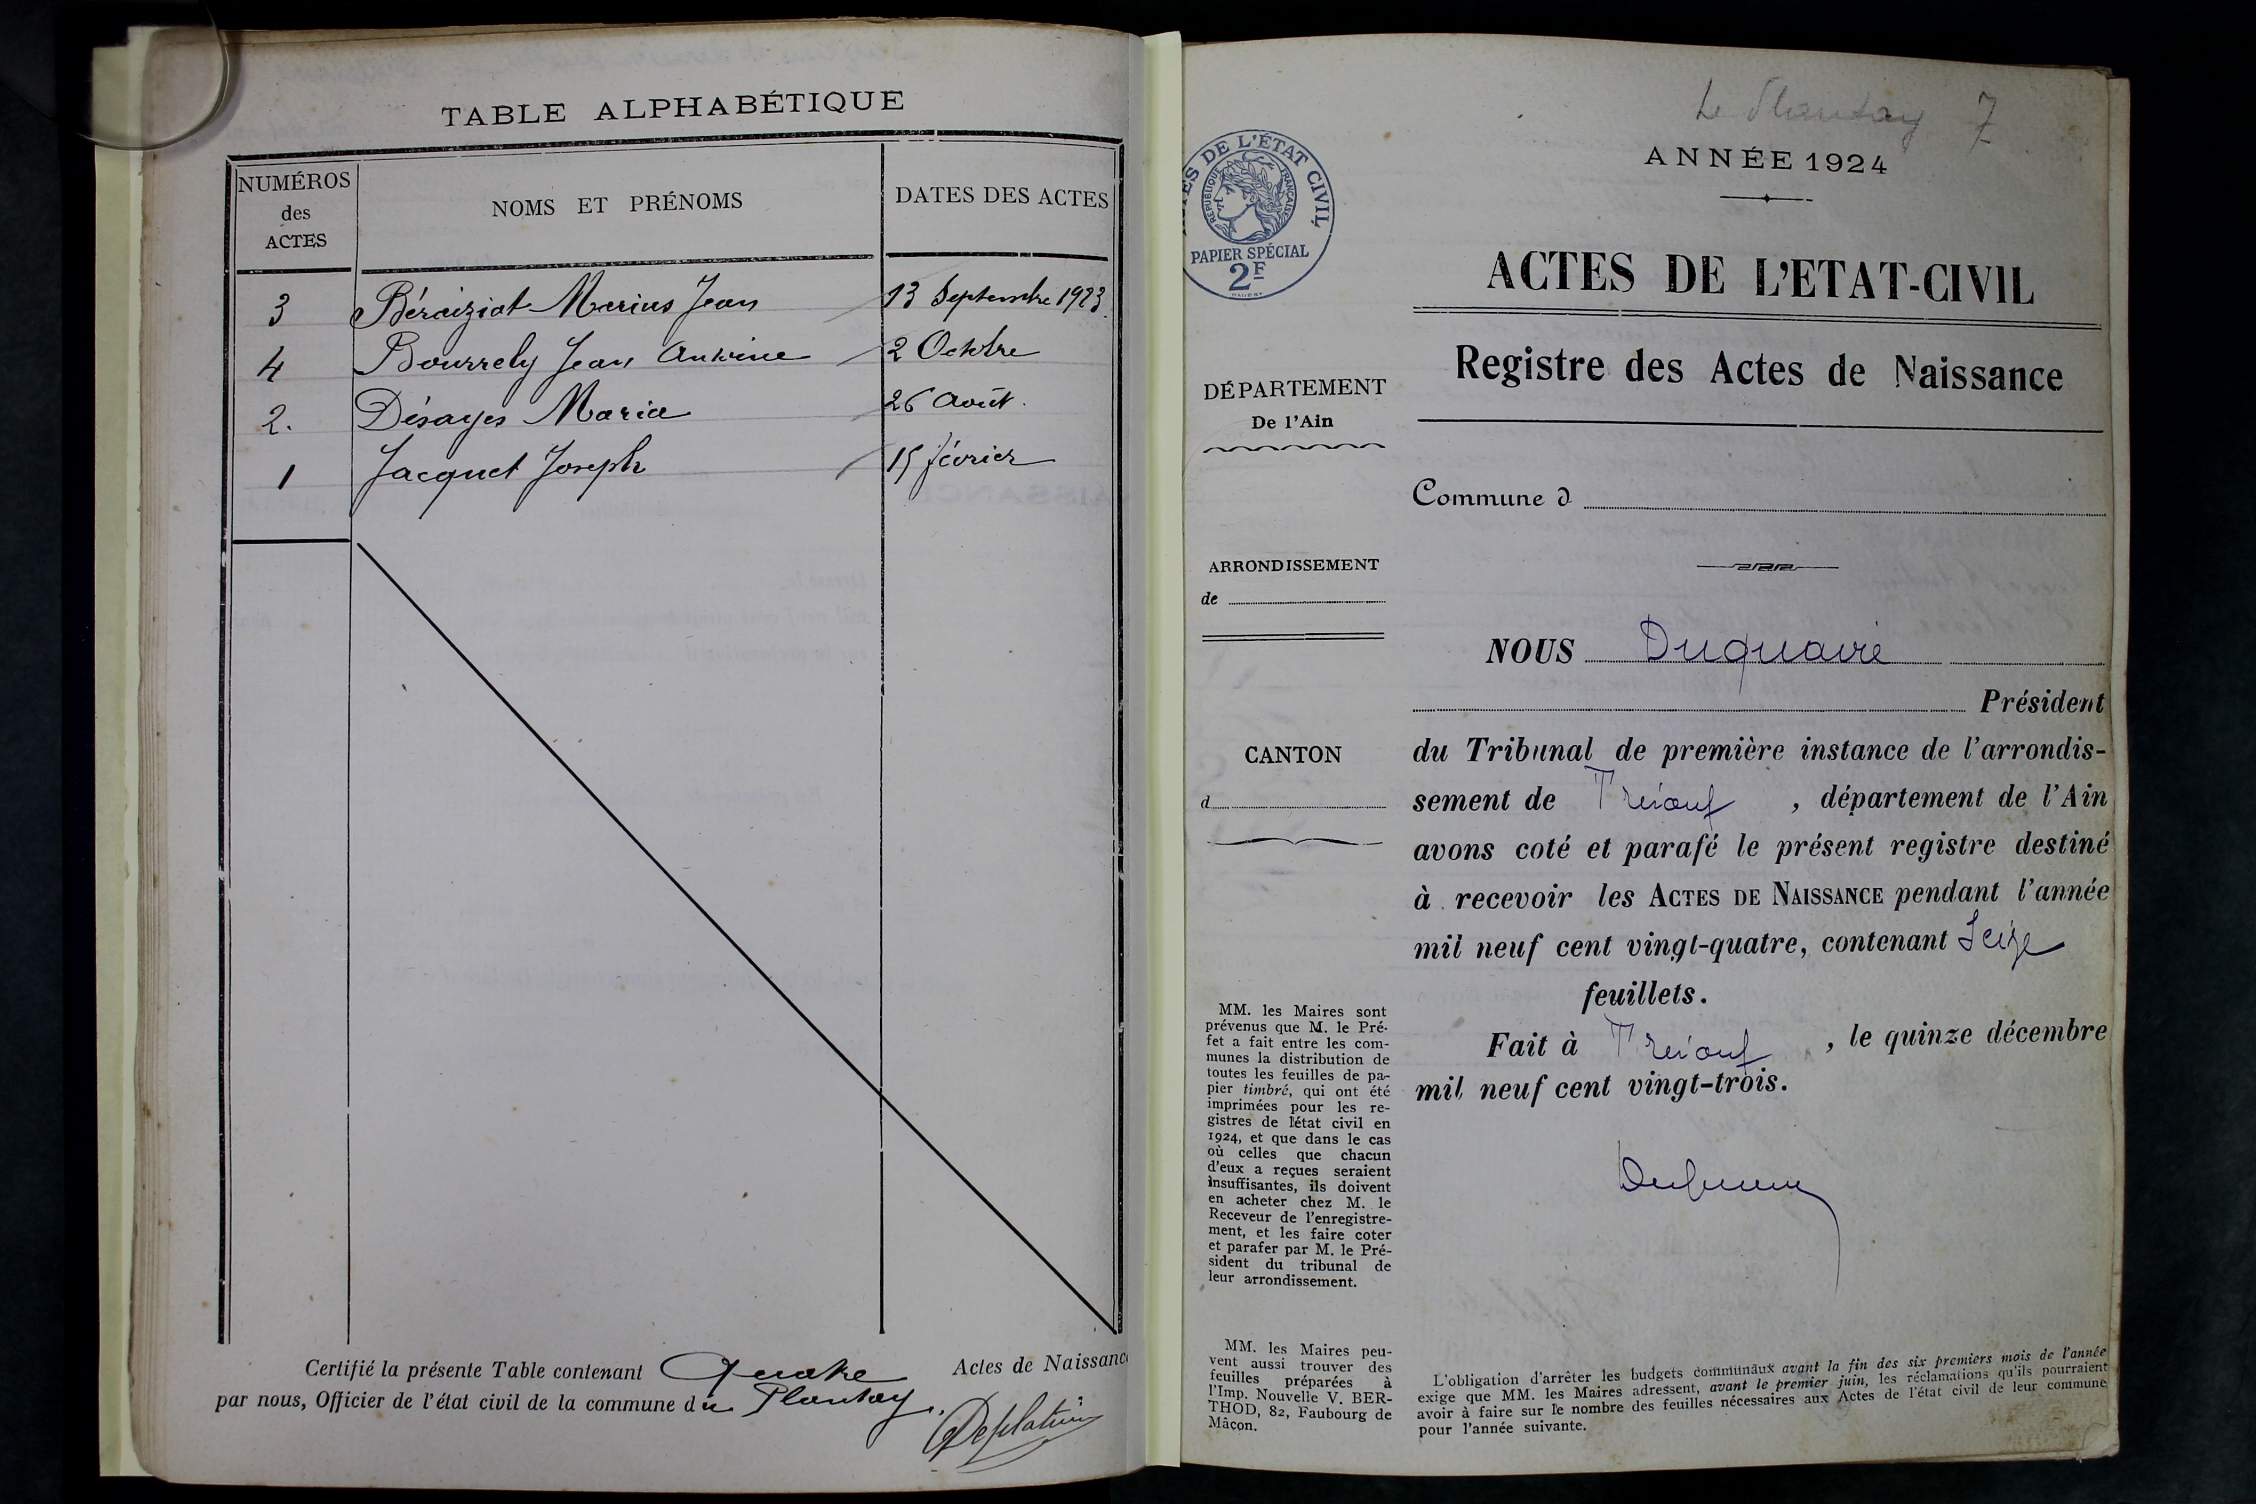 TABLE ALPHABÉTIQUE
NUMÉROS
des
ACTES
NOMS ET PRÉNOMS
DATES DES ACTES
3 Béraiziat Marius Jean 13 Septembre 1923.
4 Bourrely Jean Antoine 2 Octobre
2. Désayes Maria 26 Août.
1 Jacquet Joseph 15 février
Certifié la présente Table contenant Quatre Actes de Naissance
par nous, Officier de l'état civil de la commune du Plantay.
Le Plantay 7
ANNÉE 1924
ACTES DE L'ÉTAT CIVIL
RÉPUBLIQUE FRANÇAISE
PAPIER SPÉCIAL
2F
ACTES DE L'ETAT-CIVIL
Registre des Actes de Naissance
DÉPARTEMENT
De l'Ain
Commune d
ARRONDISSEMENT
de
CANTON
d
NOUS Duquaire
Président
du Tribunal de première instance de l'arrondis-
sement de Trévoux, département de l'Ain
avons coté et parafé le présent registre destiné
à recevoir les ACTES DE NAISSANCE pendant l'année
mil neuf cent vingt-quatre, contenant Seize
feuillets.
Fait à Trévoux, le quinze décembre
mil neuf cent vingt-trois.
MM. les Maires sont
prévenus que M. le Pré-
fet a fait entre les com-
munes la distribution de
toutes les feuilles de pa-
pier timbré, qui ont été
imprimées pour les re-
gistres de l'état civil en
1924, et que dans le cas
où celles que chacun
d'eux a reçues seraient
insuffisantes, ils doivent
en acheter chez M. le
Receveur de l'enregistre-
ment, et les faire coter
et parafer par M. le Pré-
sident du tribunal de
leur arrondissement.
MM. les Maires peu-
vent aussi trouver des
feuilles préparées à
l'Imp. Nouvelle V. BER-
THOD, 82, Faubourg de
Mâcon.
L'obligation d'arrêter les budgets communaux avant la fin des six premiers mois de l'année
exige que MM. les Maires adressent, avant le premier juin, les réclamations qu'ils pourraient
avoir à faire sur le nombre des feuilles nécessaires aux Actes de l'état civil de leur commune
pour l'année suivante.